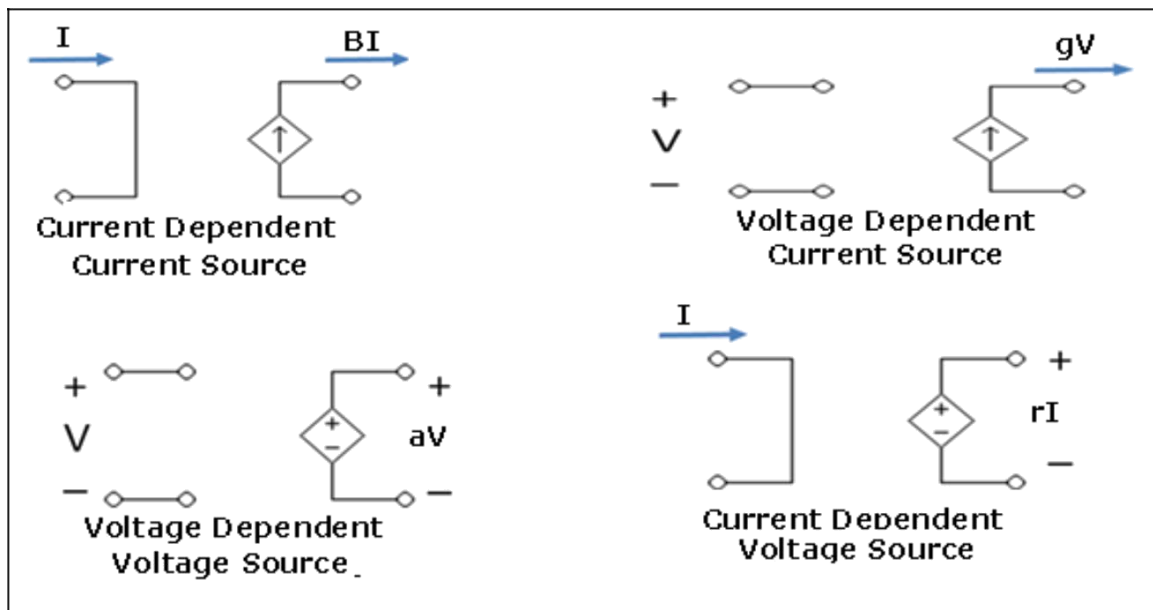 I
BI
Current Dependent
Current Source
+
V
−
gV
Voltage Dependent
Current Source
+
V
−
+
−
+
aV
−
Voltage Dependent
Voltage Source
I
+
−
+
rI
−
Current Dependent
Voltage Source